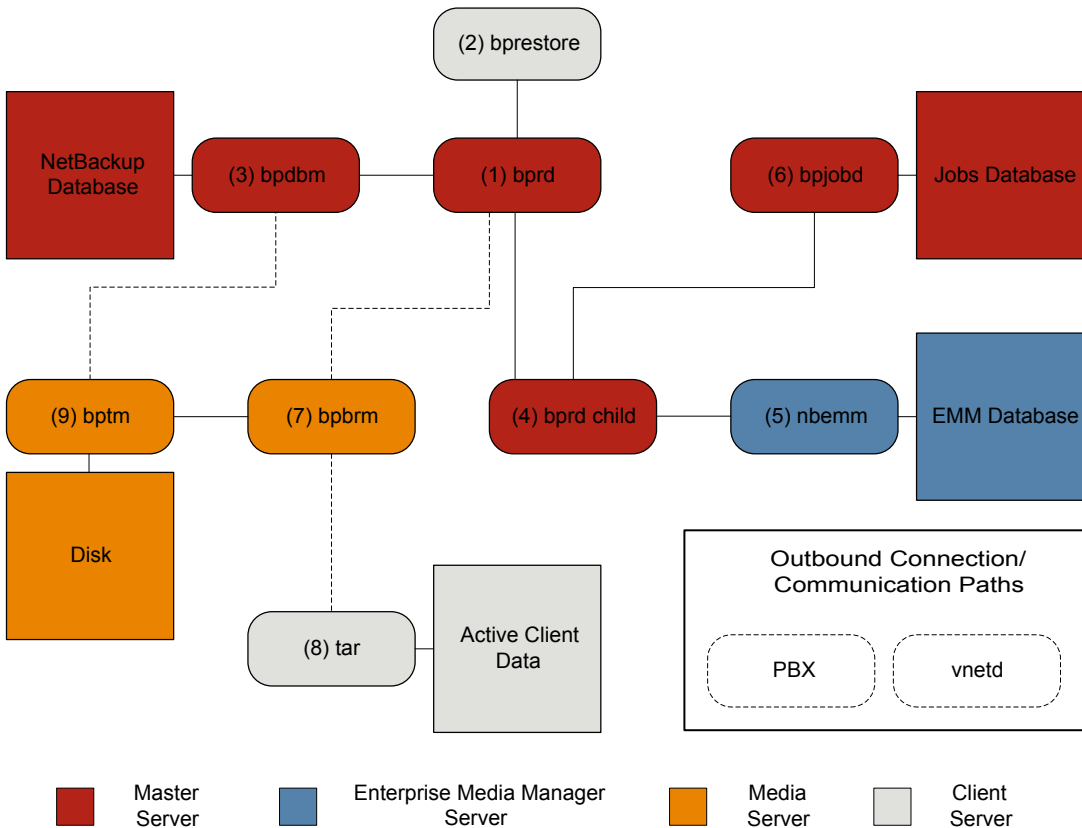 (2) bprestore
NetBackup
Database
(3) bpdbm
(1) bprd
(6) bpjobd
Jobs Database
(9) bptm
(7) bpbrm
(4) bprd child
(5) nbemm
EMM Database
Disk
(8) tar
Active Client
Data
Outbound Connection/
Communication Paths
PBX
vnetd
Master
Server
Enterprise Media Manager
Server
Media
Server
Client
Server